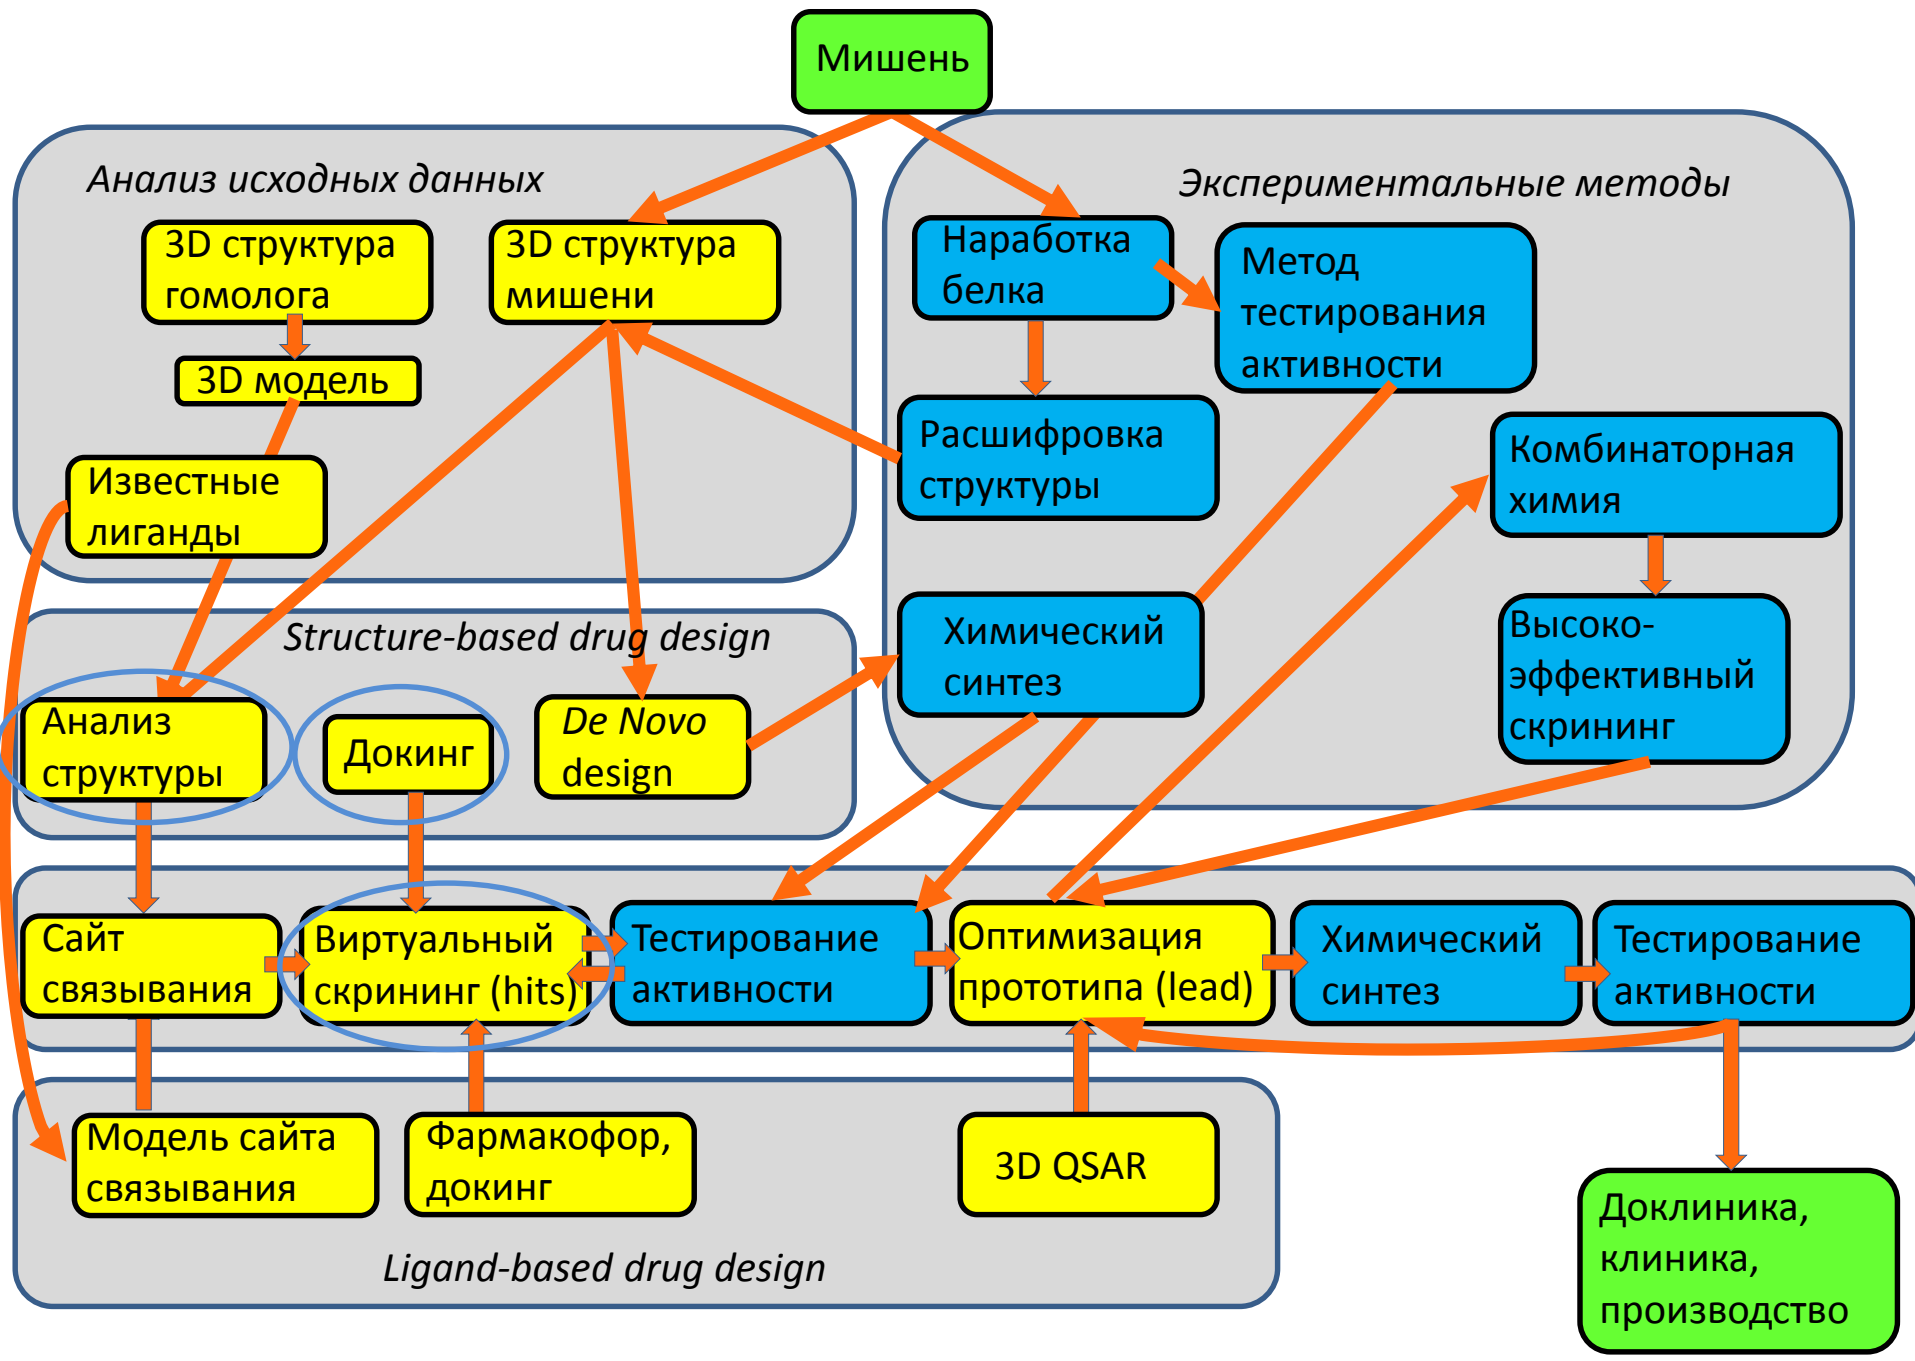 Мишень
Анализ исходных данных
3D структура
гомолога
3D структура
мишени
3D модель
Известные
лиганды
Экспериментальные методы
Наработка
белка
Метод
тестирования
активности
Расшифровка
структуры
Комбинаторная
химия
Химический
синтез
Высоко-
эффективный
скрининг
Structure-based drug design
Анализ
структуры
Докинг
De Novo
design
Сайт
связывания
Виртуальный
скрининг (hits)
Тестирование
активности
Оптимизация
прототипа (lead)
Химический
синтез
Тестирование
активности
Модель сайта
связывания
Фармакофор,
докинг
3D QSAR
Ligand-based drug design
Доклиника,
клиника,
производство